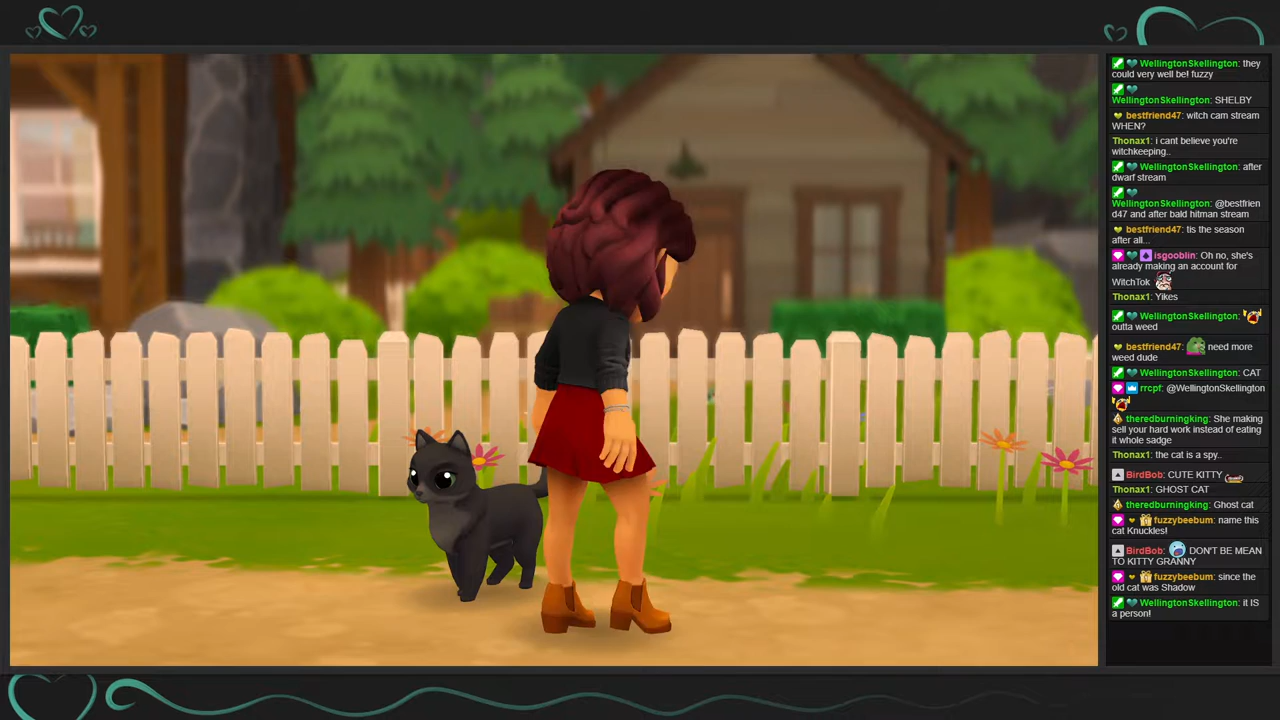 WellingtonSkellington: they
could very well be! fuzzy
WellingtonSkellington: SHELBY
bestfriend47: witch cam stream
WHEN?
Thonax1: i cant believe you're
witchkeeping..
WellingtonSkellington: after
dwarf stream
WellingtonSkellington: @bestfrien
d47 and after bald hitman stream
bestfriend47: tis the season
after all...
isgooblin: Oh no, she's
already making an account for
WitchTok
Thonax1: Yikes
WellingtonSkellington:
outta weed
bestfriend47: need more
weed dude
WellingtonSkellington: CAT
rrcpf: @WellingtonSkellington
theredburningking: She making
sell your hard work instead of eating
it whole sadge
Thonax1: the cat is a spy..
BirdBob: CUTE KITTY
Thonax1: GHOST CAT
theredburningking: Ghost cat
fuzzybeebum: name this
cat Knuckles!
BirdBob: DON'T BE MEAN
TO KITTY GRANNY
fuzzybeebum: since the
old cat was Shadow
WellingtonSkellington: it IS
a person!